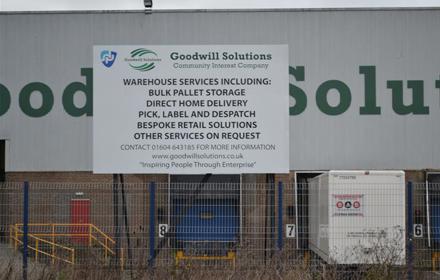 Goodwill Solutions
Community Interest Company
Goodwill Solutions
WAREHOUSE SERVICES INCLUDING:
BULK PALLET STORAGE
DIRECT HOME DELIVERY
PICK, LABEL AND DESPATCH
BESPOKE RETAIL SOLUTIONS
OTHER SERVICES ON REQUEST
CONTACT 01604 643185 FOR MORE INFORMATION
www.goodwillsolutions.co.uk
"Inspiring People Through Enterprise"
ood
Solu
8
7
6